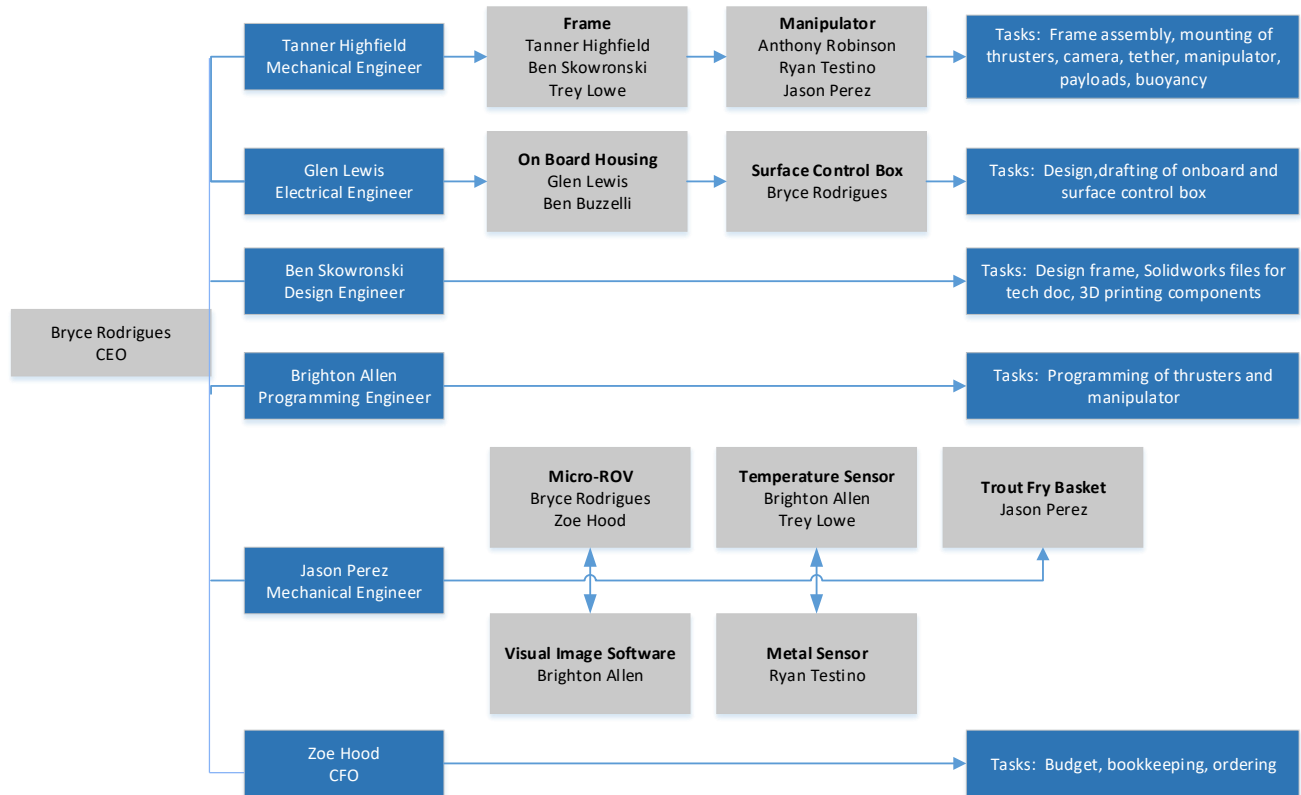 Tanner Highfield
Mechanical Engineer
Frame
Tanner Highfield
Ben Skowronski
Trey Lowe
Manipulator
Anthony Robinson
Ryan Testino
Jason Perez
Tasks: Frame assembly, mounting of
thrusters, camera, tether, manipulator,
payloads, buoyancy
Glen Lewis
Electrical Engineer
On Board Housing
Glen Lewis
Ben Buzzelli
Surface Control Box
Bryce Rodrigues
Tasks: Design,drafting of onboard and
surface control box
Ben Skowronski
Design Engineer
Tasks: Design frame, Solidworks files for
tech doc, 3D printing components
Bryce Rodrigues
CEO
Brighton Allen
Programming Engineer
Tasks: Programming of thrusters and
manipulator
Micro-ROV
Bryce Rodrigues
Zoe Hood
Temperature Sensor
Brighton Allen
Trey Lowe
Trout Fry Basket
Jason Perez
Jason Perez
Mechanical Engineer
Visual Image Software
Brighton Allen
Metal Sensor
Ryan Testino
Zoe Hood
CFO
Tasks: Budget, bookkeeping, ordering